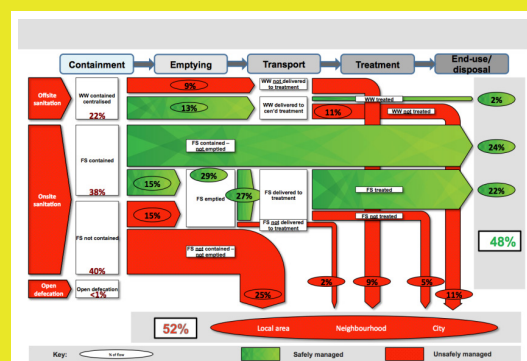 Containment
Emptying
Transport
Treatment
End-use/
disposal
Offsite
sanitation
WW contained
centralised
22%
9%
WW not delivered
to treatment
13%
WW delivered to
cen'd treatment
11%
WW treated
WW not treated
2%
Onsite
sanitation
FS contained
38%
FS contained –
not emptied
24%
15%
29%
FS emptied
27%
FS delivered to
treatment
FS treated
22%
15%
FS not contained
40%
FS not delivered
to treatment
FS not treated
FS not contained –
not emptied
48%
Open
defecation
Open defecation
<1%
25%
2%
9%
5%
11%
52%
Local area
Neighbourhood
City
Key:
% of flow
Safely managed
Unsafely managed